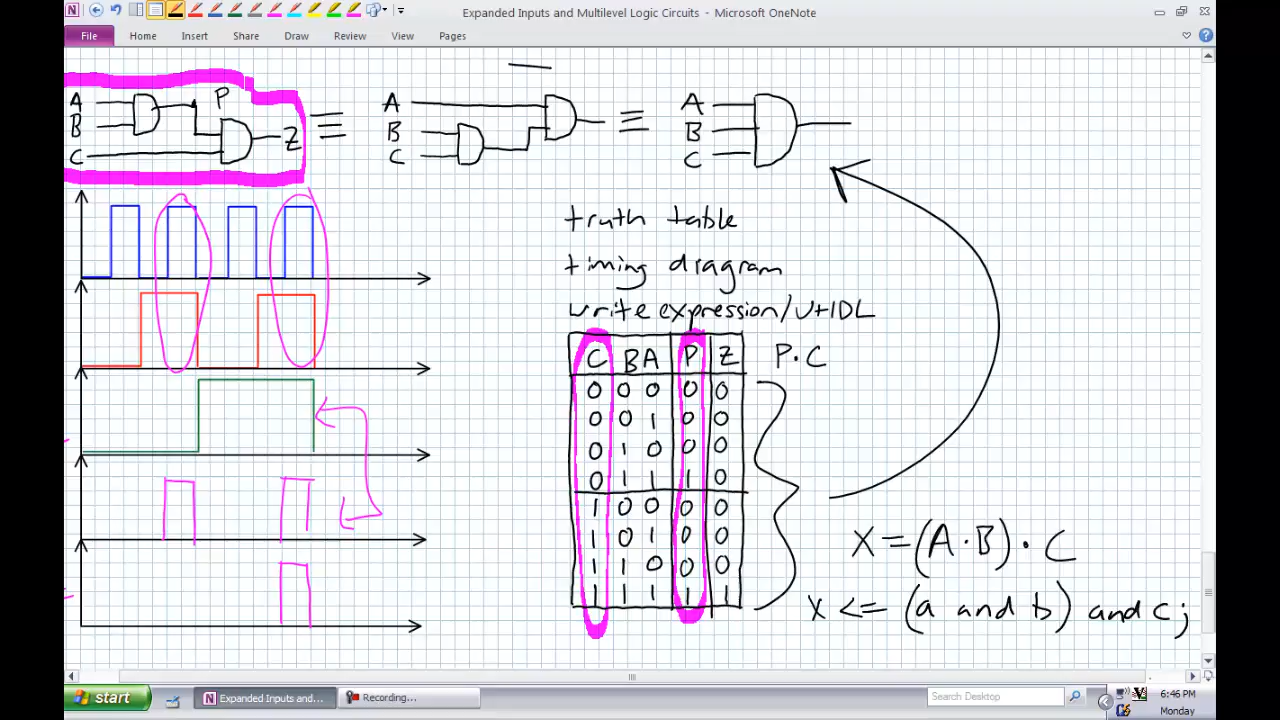 Expanded Inputs and Multilevel Logic Circuits - Microsoft OneNote
File Home Insert Share Draw Review View Pages
A B C P Z ≡ A B C ≡ A B C
truth table
timing diagram
write expression/VHDL
C B A P Z P·C
0 0 0 0 0
0 0 1 0 0
0 1 0 0 0
0 1 1 1 0
1 0 0 0 0
1 0 1 0 0
1 1 0 0 0
1 1 1 1 1
X = (A·B)·C
X <= (a and b) and c;
start Expanded Inputs and... Recording... Search Desktop 6:46 PM
Monday